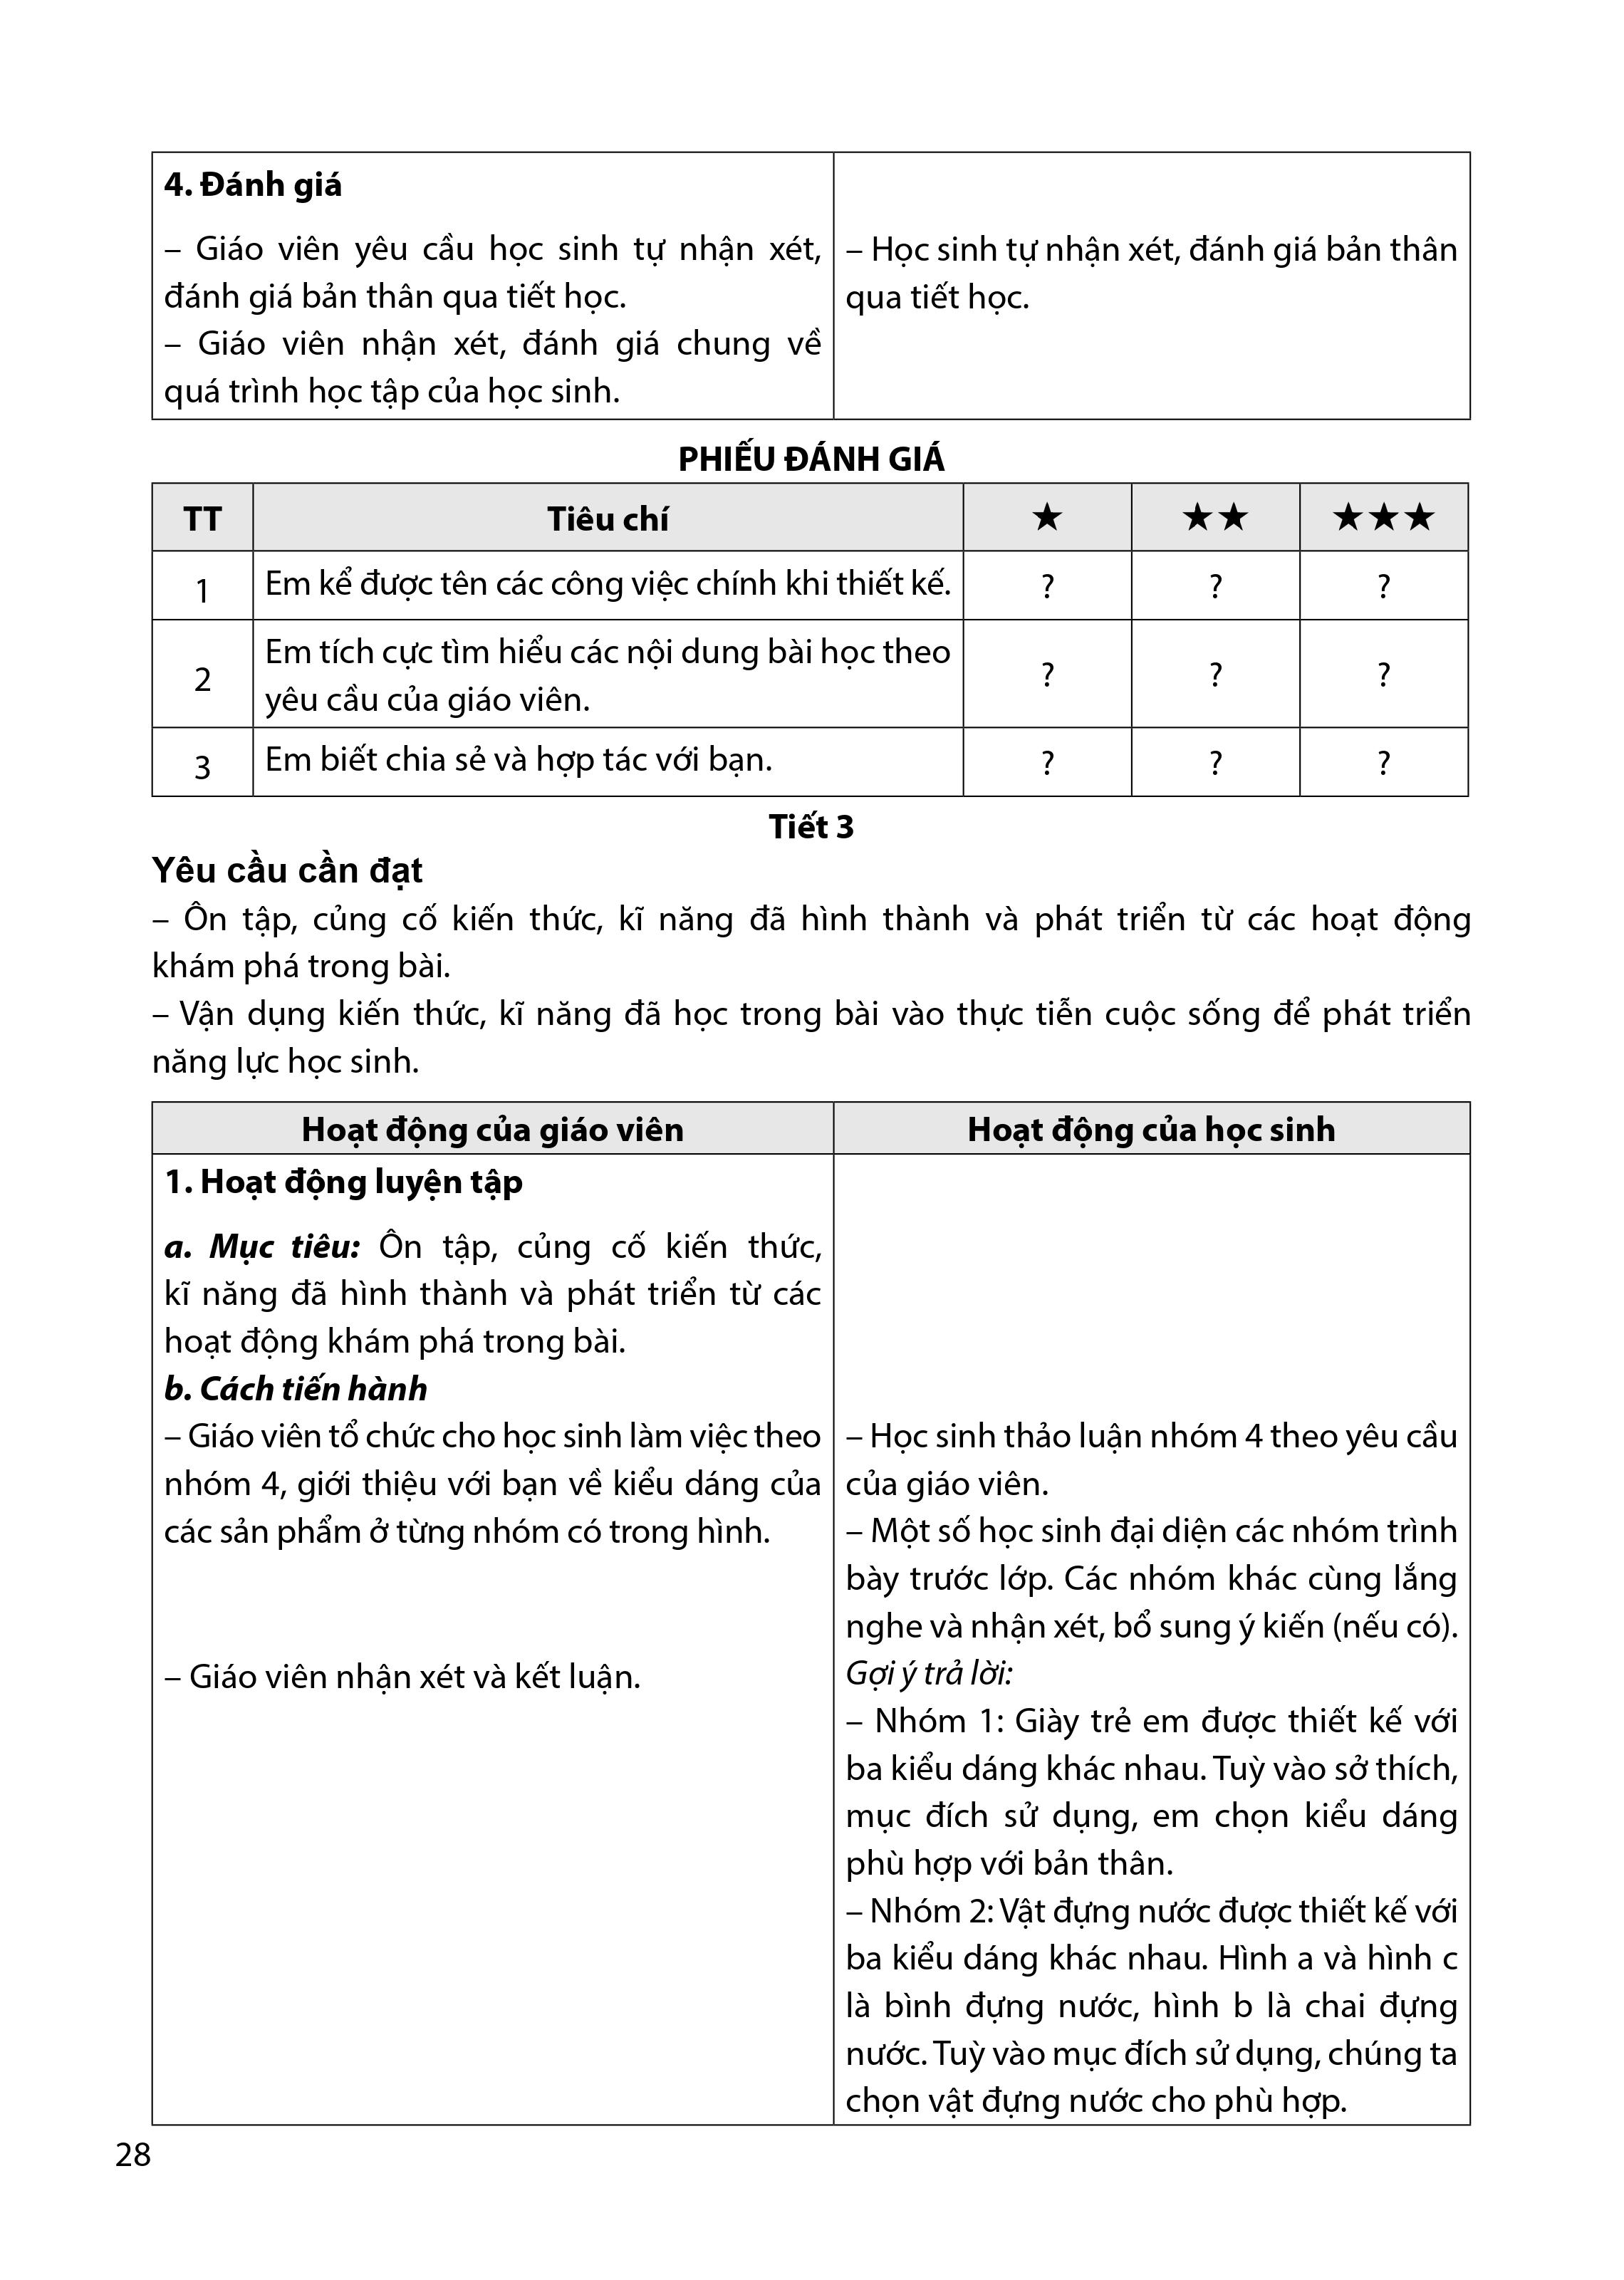 4. Đánh giá
– Giáo viên yêu cầu học sinh tự nhận xét,
đánh giá bản thân qua tiết học.
– Giáo viên nhận xét, đánh giá chung về
quá trình học tập của học sinh.
– Học sinh tự nhận xét, đánh giá bản thân
qua tiết học.
PHIẾU ĐÁNH GIÁ
TT Tiêu chí ★ ★★ ★★★
1 Em kể được tên các công việc chính khi thiết kế. ? ? ?
2 Em tích cực tìm hiểu các nội dung bài học theo
yêu cầu của giáo viên. ? ? ?
3 Em biết chia sẻ và hợp tác với bạn. ? ? ?
Tiết 3
Yêu cầu cần đạt
– Ôn tập, củng cố kiến thức, kĩ năng đã hình thành và phát triển từ các hoạt động
khám phá trong bài.
– Vận dụng kiến thức, kĩ năng đã học trong bài vào thực tiễn cuộc sống để phát triển
năng lực học sinh.
Hoạt động của giáo viên Hoạt động của học sinh
1. Hoạt động luyện tập
a. Mục tiêu: Ôn tập, củng cố kiến thức,
kĩ năng đã hình thành và phát triển từ các
hoạt động khám phá trong bài.
b. Cách tiến hành
– Giáo viên tổ chức cho học sinh làm việc theo
nhóm 4, giới thiệu với bạn về kiểu dáng của
các sản phẩm ở từng nhóm có trong hình.
– Giáo viên nhận xét và kết luận.
– Học sinh thảo luận nhóm 4 theo yêu cầu
của giáo viên.
– Một số học sinh đại diện các nhóm trình
bày trước lớp. Các nhóm khác cùng lắng
nghe và nhận xét, bổ sung ý kiến (nếu có).
Gợi ý trả lời:
– Nhóm 1: Giày trẻ em được thiết kế với
ba kiểu dáng khác nhau. Tuỳ vào sở thích,
mục đích sử dụng, em chọn kiểu dáng
phù hợp với bản thân.
– Nhóm 2: Vật đựng nước được thiết kế với
ba kiểu dáng khác nhau. Hình a và hình c
là bình đựng nước, hình b là chai đựng
nước. Tuỳ vào mục đích sử dụng, chúng ta
chọn vật đựng nước cho phù hợp.
28